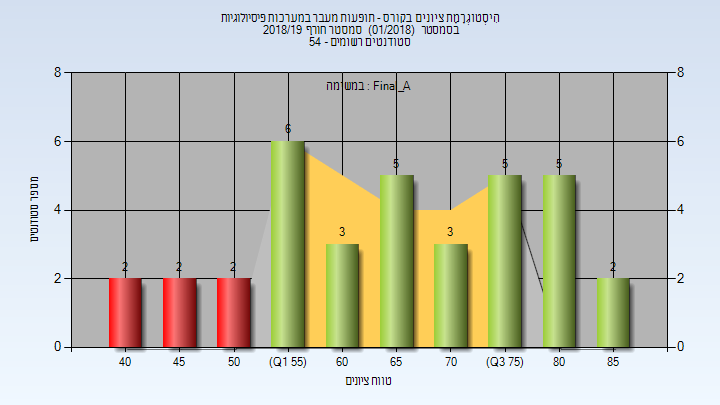 היסטוגרמת ציונים בקורס - תופעות מעבר במערכות פיסיולוגיות
בסמסטר (01/2018) סמסטר חורף 2018/19
סטודנטים רשומים - 54
במשימה : Final_A
מספר סטודנטים
8 8
6 6
4 4
2 2
0 0
2 2 2 6 3 5 3 5 5 2
40 45 50 (Q1 55) 60 65 70 (Q3 75) 80 85
טווח ציונים